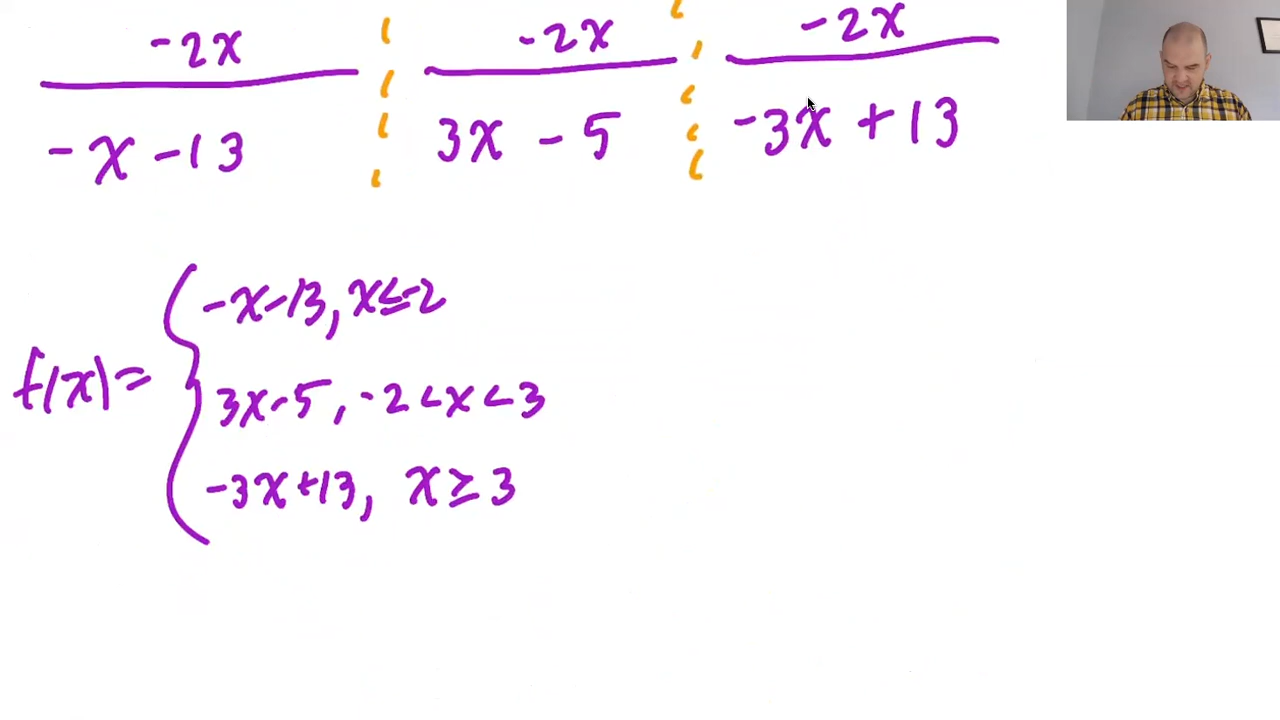 -2x -2x -2x
-x -13 3x - 5 -3x + 13
-x-13, x≤-2
f(x)=
3x-5, -2<x<3
-3x+13, x≥3